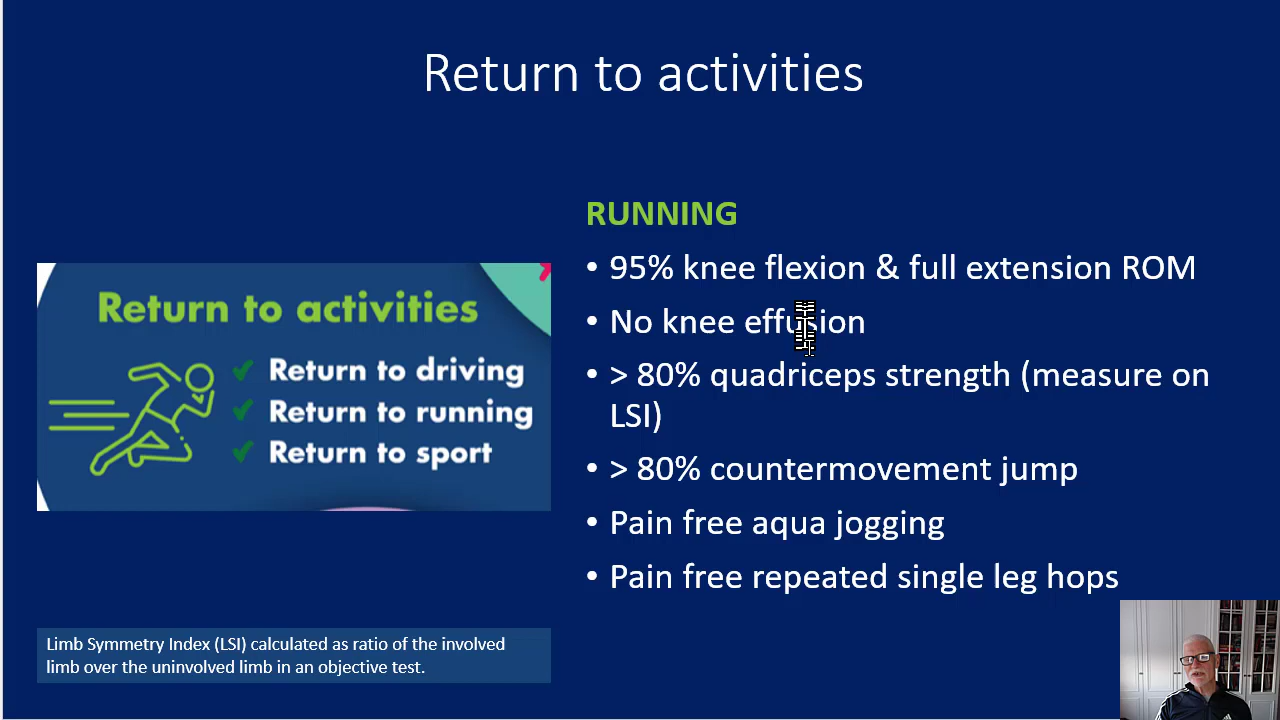 Return to activities
RUNNING
• 95% knee flexion & full extension ROM
• No knee effusion
• > 80% quadriceps strength (measure on
LSI)
• > 80% countermovement jump
• Pain free aqua jogging
• Pain free repeated single leg hops
Return to activities
Return to driving
Return to running
Return to sport
Limb Symmetry Index (LSI) calculated as ratio of the involved
limb over the uninvolved limb in an objective test.